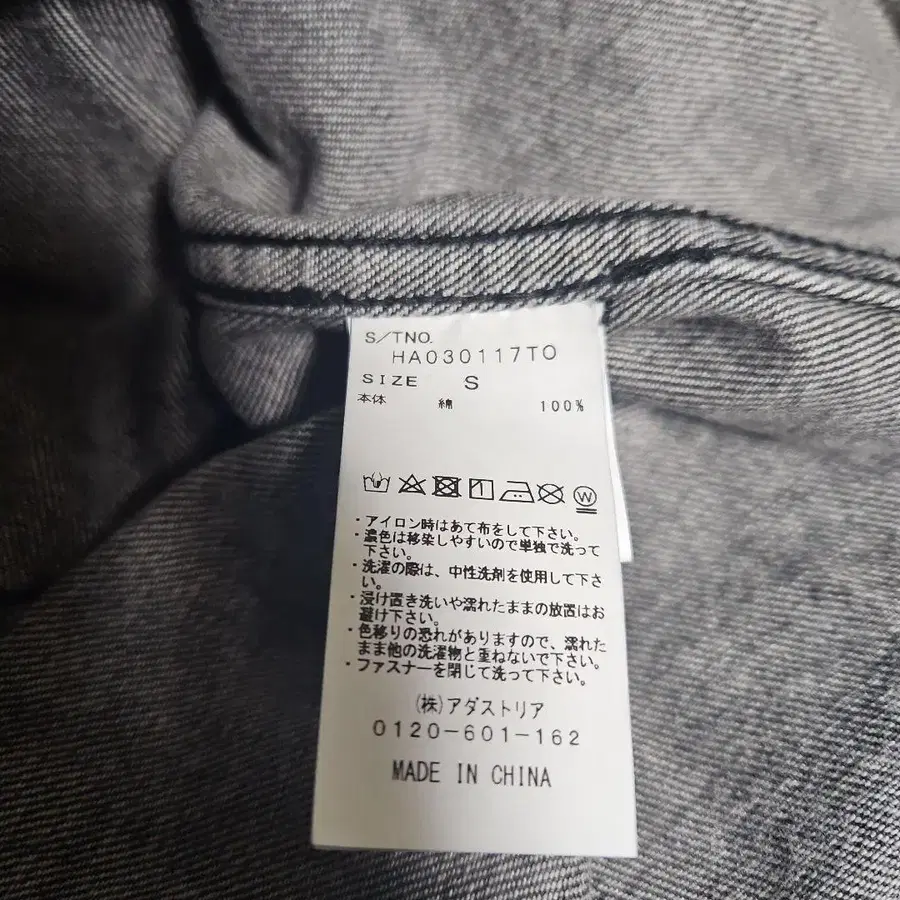 S/TNO.
HA030117TO
SIZE S
本体 綿 100%
W
・アイロン時はあて布をして下さい。
・濃色は移染しやすいので単独で洗って
下さい。
・洗濯の際は、中性洗剤を使用して下さ
い。
・浸け置き洗いや濡れたままの放置はお
避け下さい。
・色移りの恐れがありますので、濡れた
まま他の洗濯物と重ねないで下さい。
・ファスナーを閉じて洗って下さい。
(株)アダストリア
0120-601-162
MADE IN CHINA